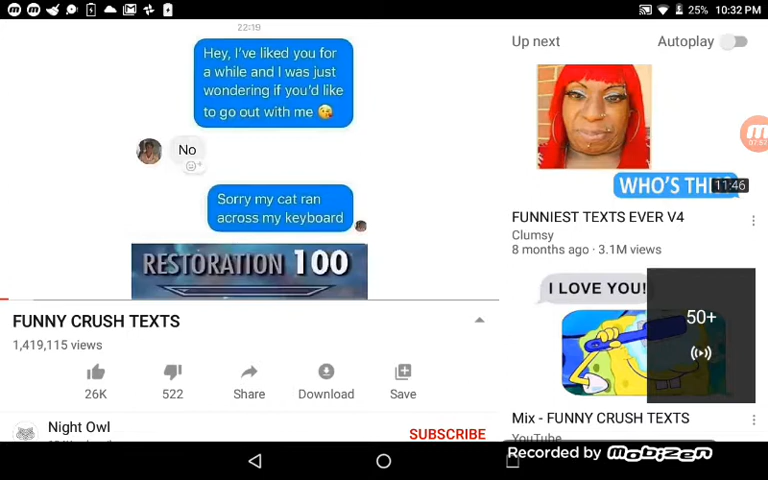 25% 10:32 PM
22:19
Hey, I've liked you for
a while and I was just
wondering if you'd like
to go out with me 😘
No
Sorry my cat ran
across my keyboard
RESTORATION 100
FUNNY CRUSH TEXTS
1,419,115 views
26K
522
Share
Download
Save
Night Owl
SUBSCRIBE
Up next
Autoplay
WHO'S TH
11:46
FUNNIEST TEXTS EVER V4
Clumsy
8 months ago · 3.1M views
I LOVE YOU!
50+
Mix - FUNNY CRUSH TEXTS
YouTube
Recorded by Mobizen